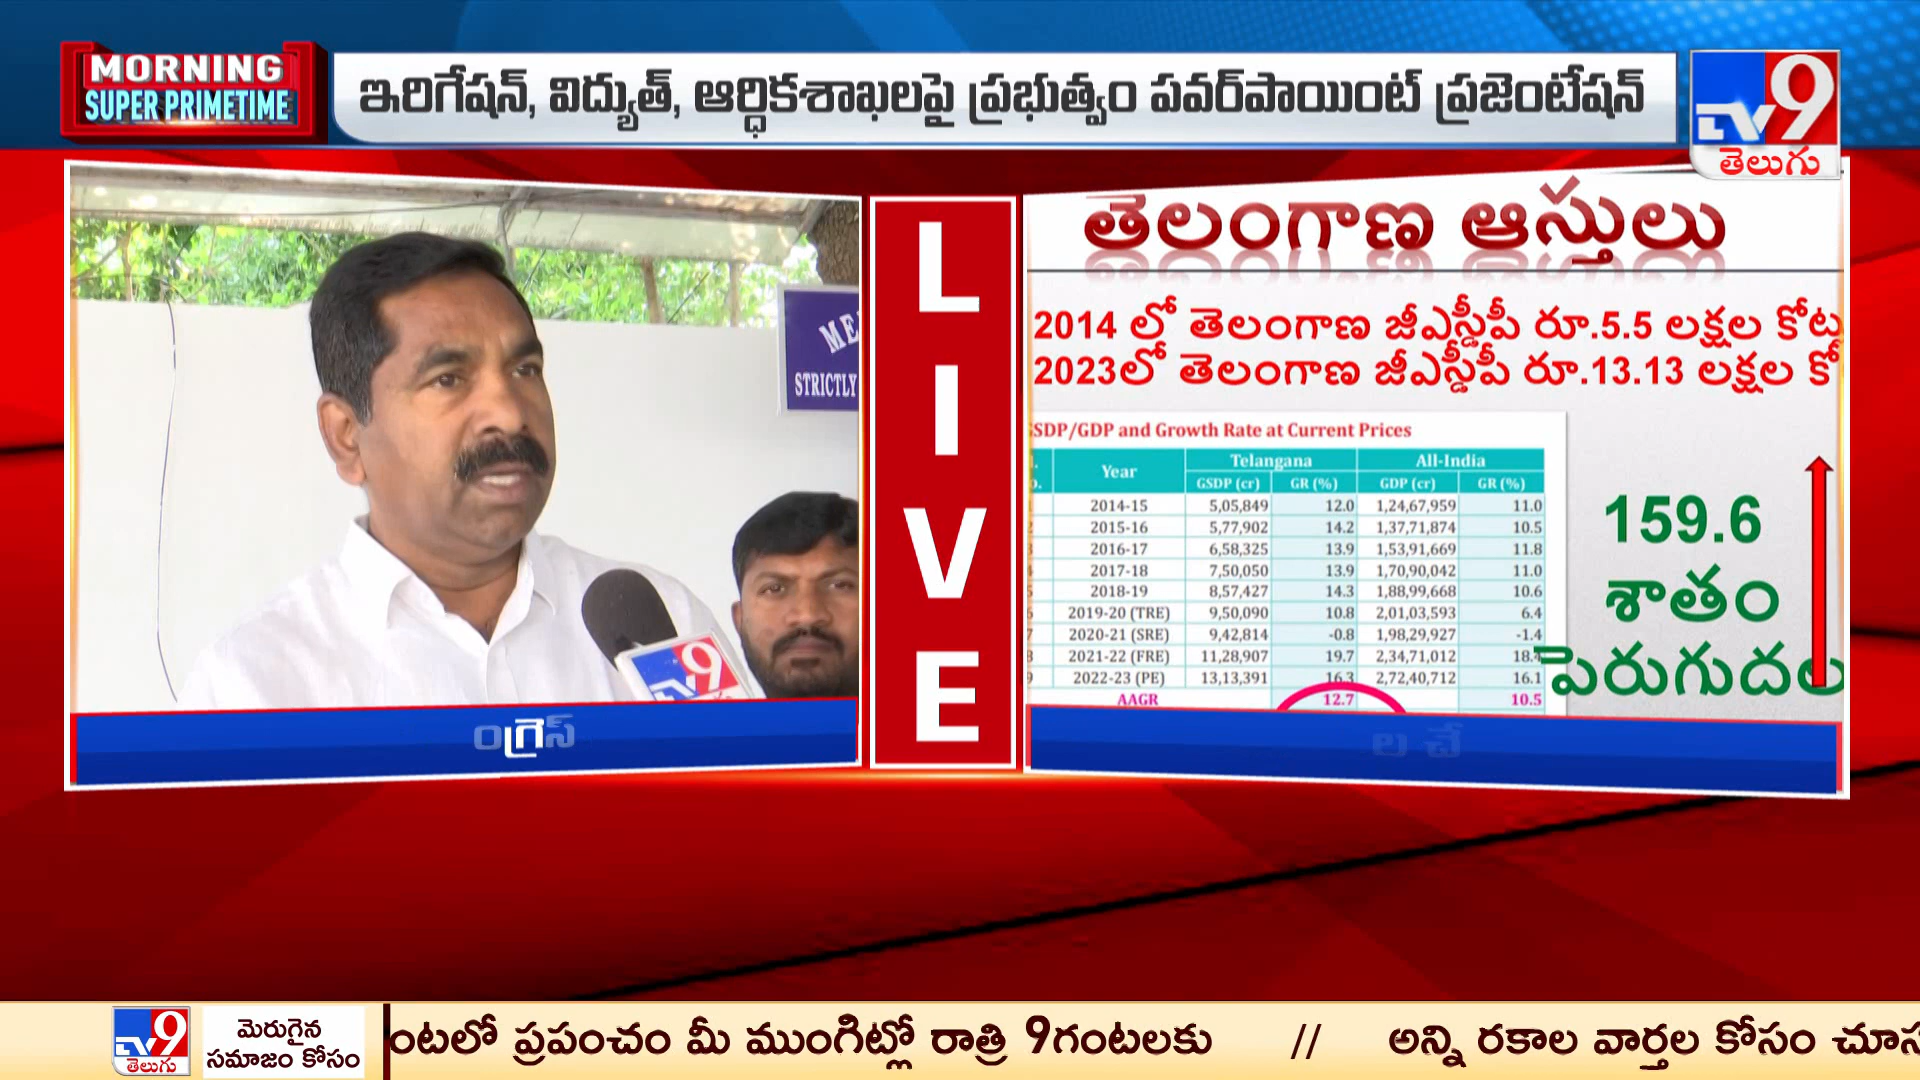 MORNING
SUPER PRIMETIME
ఇరిగేషన్, విద్యుత్, ఆర్ధికశాఖలపై ప్రభుత్వం పవర్‌పాయింట్ ప్రజెంటేషన్
TV9
తెలుగు
STRICTLY
TV9
LIVE
తెలంగాణ ఆస్తులు
2014 లో తెలంగాణ జీఎస్డీపీ రూ.5.5 లక్షల కోట్ల
2023లో తెలంగాణ జీఎస్డీపీ రూ.13.13 లక్షల కో
GSDP/GDP and Growth Rate at Current Prices
Year Telangana All-India
GSDP (cr) GR (%) GDP (cr) GR (%)
2014-15 5,05,849 12.0 1,24,67,959 11.0
2015-16 5,77,902 14.2 1,37,71,874 10.5
2016-17 6,58,325 13.9 1,53,91,669 11.8
2017-18 7,50,050 13.9 1,70,90,042 11.0
2018-19 8,57,427 14.3 1,88,99,668 10.6
2019-20 (TRE) 9,50,090 10.8 2,01,03,593 6.4
2020-21 (SRE) 9,42,814 -0.8 1,98,29,927 -1.4
2021-22 (FRE) 11,28,907 19.7 2,34,71,012 18.4
2022-23 (PE) 13,13,391 16.3 2,72,40,712 16.1
AAGR 12.7 10.5
159.6
శాతం
పెరుగుదల
ంగ్రెస్
ల చే
TV9
తెలుగు
మెరుగైన
సమాజం కోసం
ంటలో ప్రపంచం మీ ముంగిట్లో రాత్రి 9గంటలకు // అన్ని రకాల వార్తల కోసం చూస